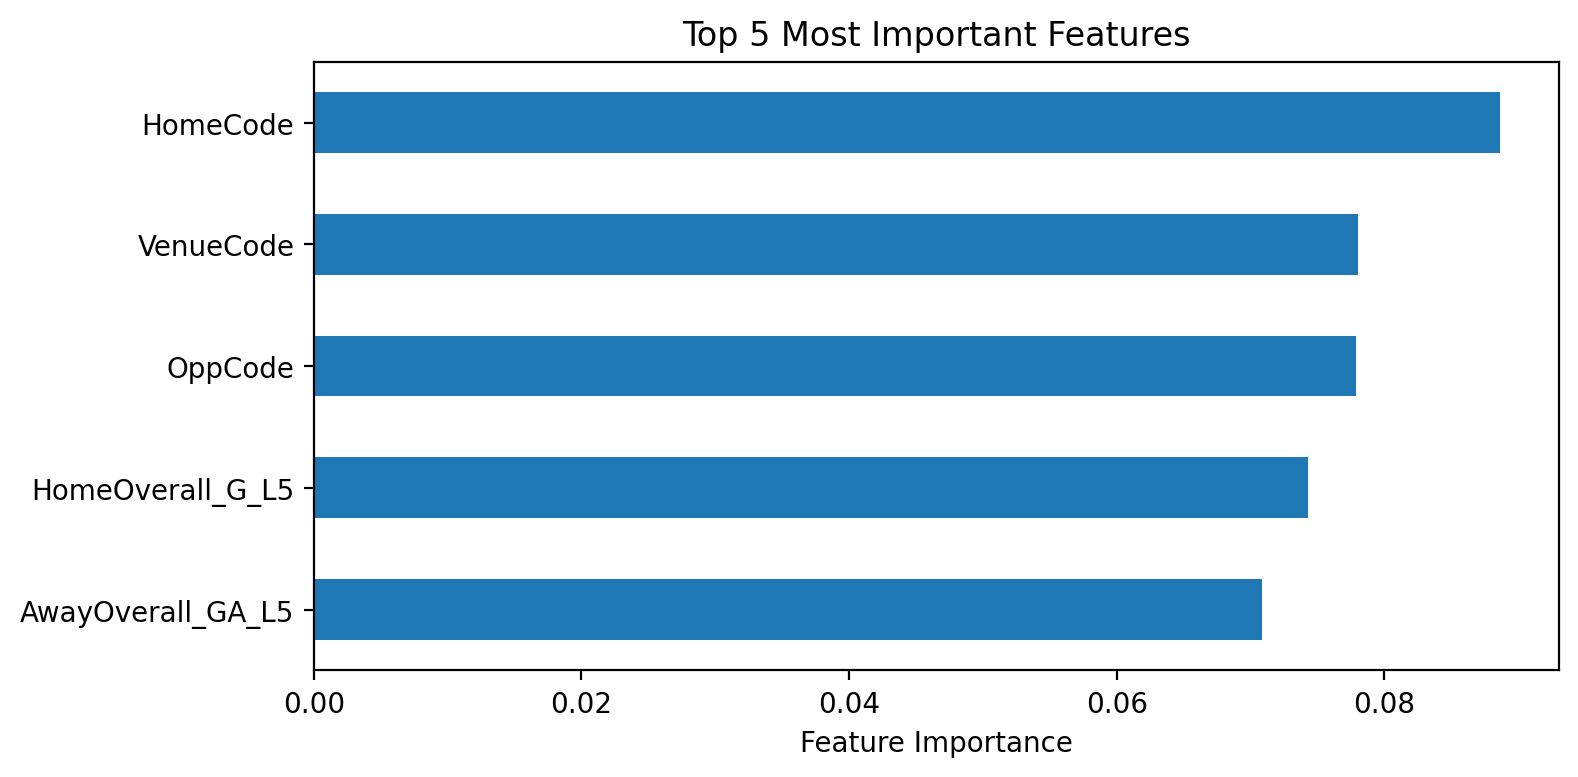 Top 5 Most Important Features
HomeCode
VenueCode
OppCode
HomeOverall_G_L5
AwayOverall_GA_L5
0.00 0.02 0.04 0.06 0.08
Feature Importance